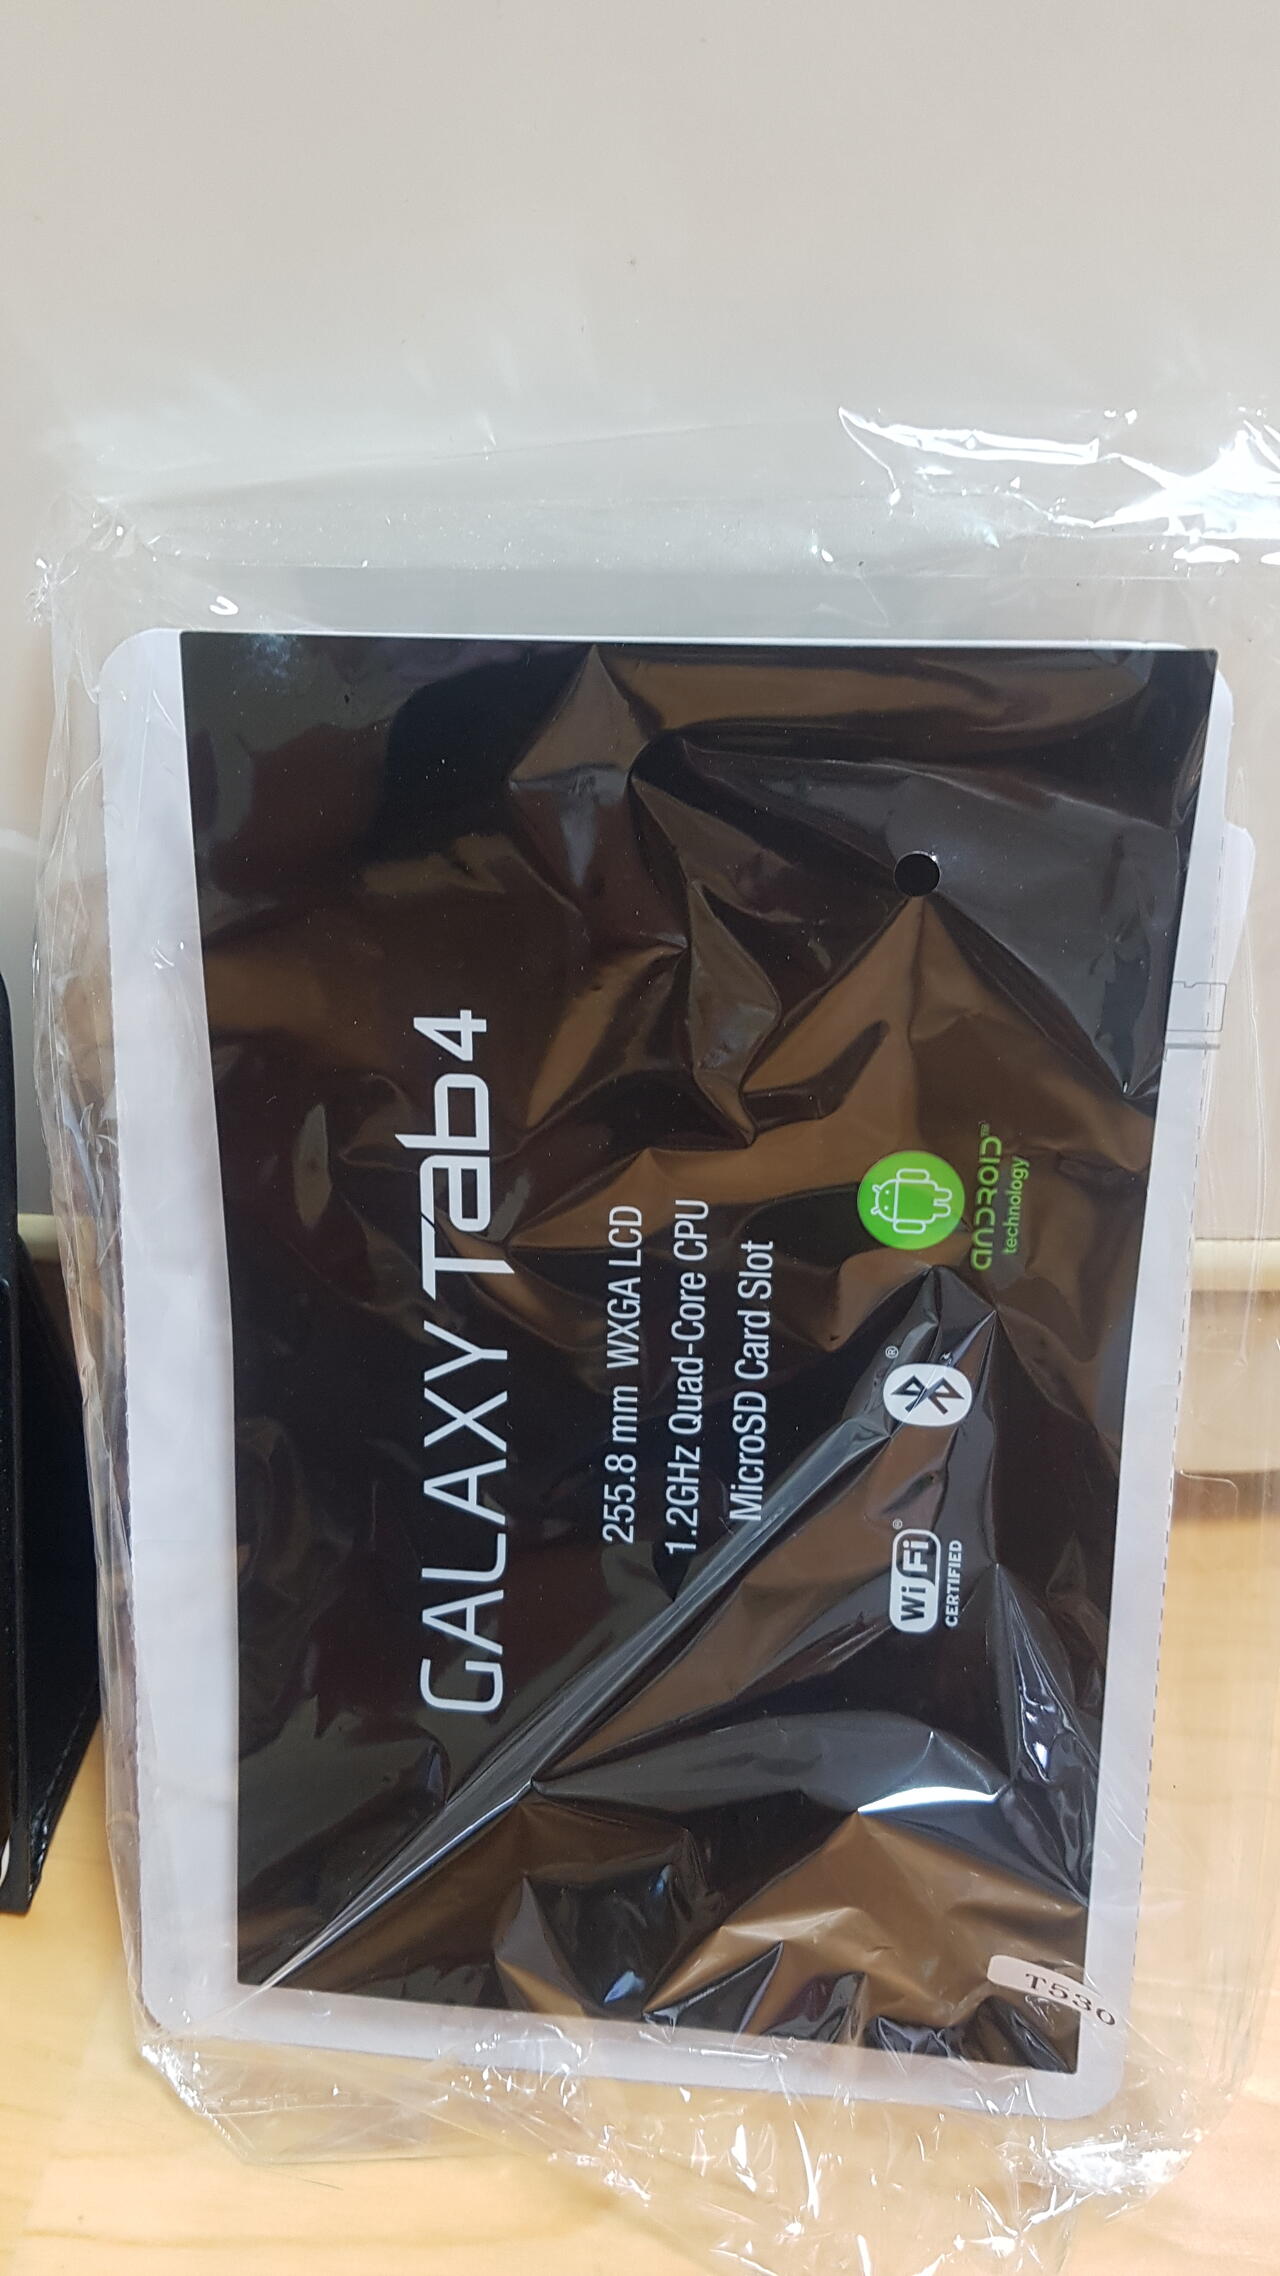 GALAXY Tab4
255.8 mm WXGA LCD
1.2GHz Quad-Core CPU
MicroSD Card Slot
Wi Fi®
CERTIFIED
®
ANDROID™
technology
T530